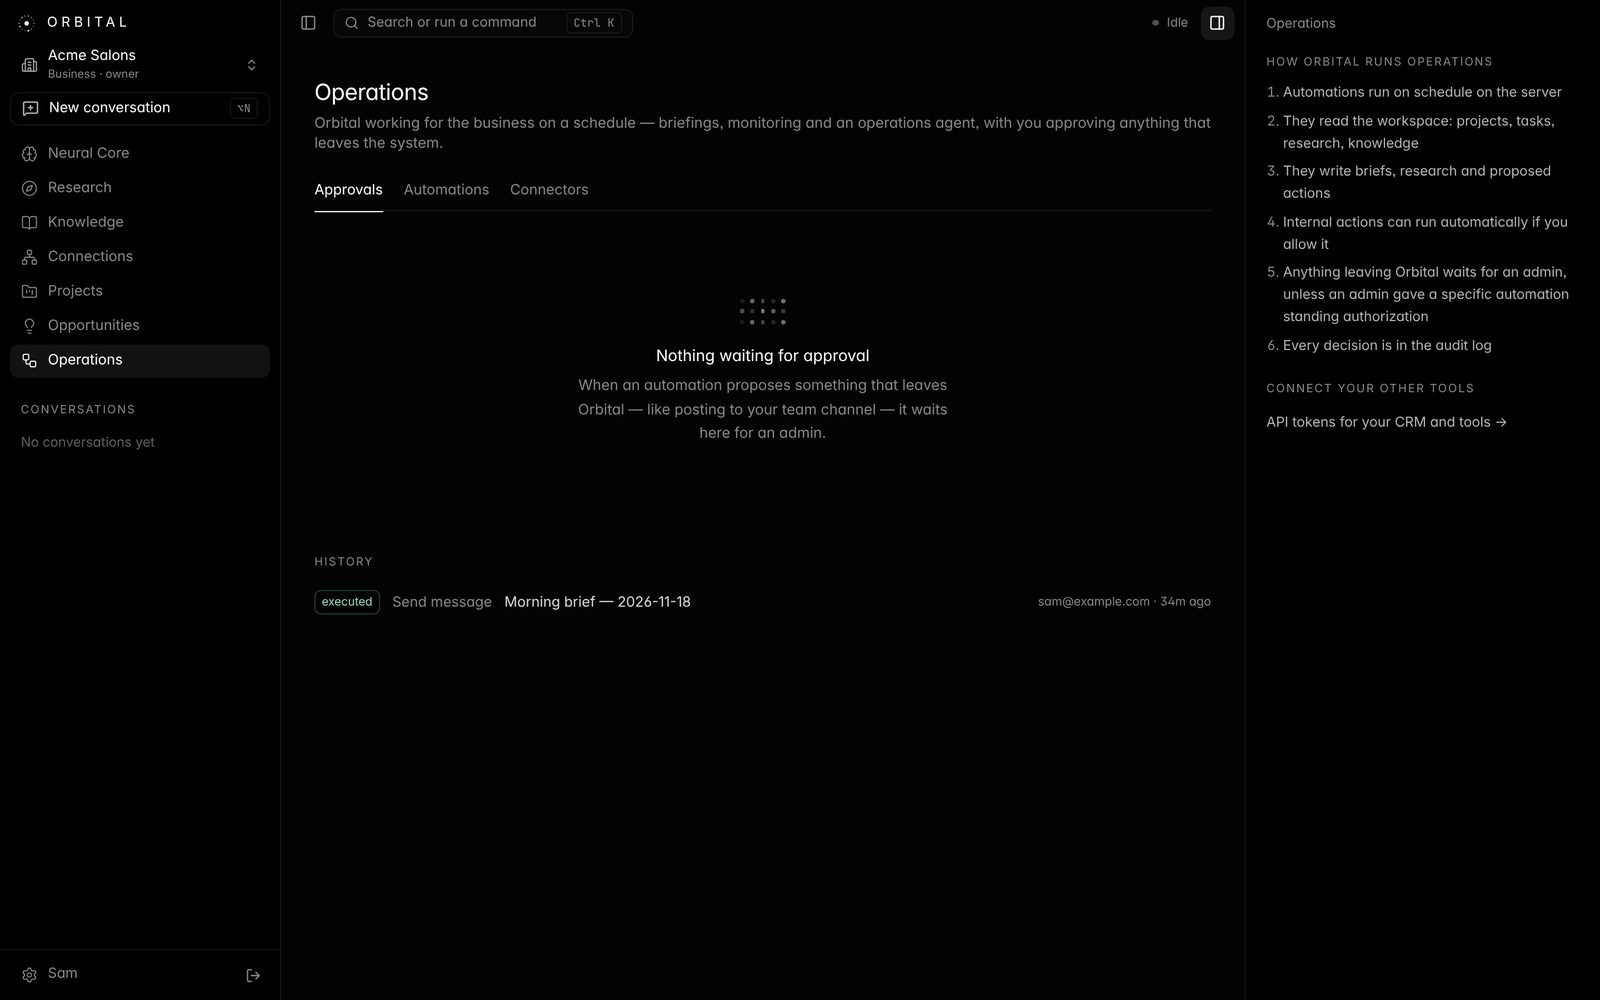 ORBITAL
Acme Salons
Business · owner
New conversation ⌥N
Neural Core
Research
Knowledge
Connections
Projects
Opportunities
Operations
CONVERSATIONS
No conversations yet
Sam
Search or run a command Ctrl K
Idle
Operations
Orbital working for the business on a schedule — briefings, monitoring and an operations agent, with you approving anything that
leaves the system.
Approvals Automations Connectors
Nothing waiting for approval
When an automation proposes something that leaves
Orbital — like posting to your team channel — it waits
here for an admin.
HISTORY
executed Send message Morning brief — 2026-11-18 sam@example.com · 34m ago
Operations
HOW ORBITAL RUNS OPERATIONS
1. Automations run on schedule on the server
2. They read the workspace: projects, tasks,
research, knowledge
3. They write briefs, research and proposed
actions
4. Internal actions can run automatically if you
allow it
5. Anything leaving Orbital waits for an admin,
unless an admin gave a specific automation
standing authorization
6. Every decision is in the audit log
CONNECT YOUR OTHER TOOLS
API tokens for your CRM and tools →